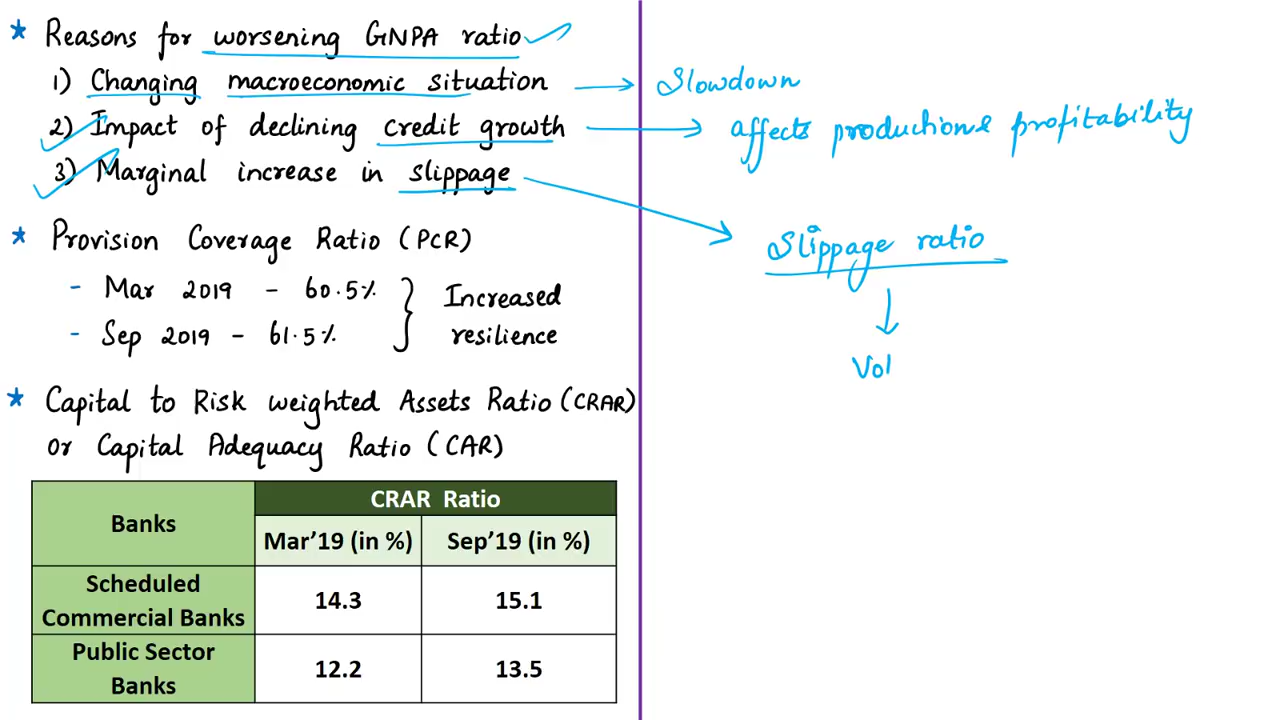 * Reasons for worsening GNPA ratio
1) Changing macroeconomic situation
2) Impact of declining credit growth
3) Marginal increase in slippage
* Provision Coverage Ratio (PCR)
- Mar 2019 - 60.5%
- Sep 2019 - 61.5%
} Increased
resilience
* Capital to Risk weighted Assets Ratio (CRAR)
or Capital Adequacy Ratio (CAR)
Banks
CRAR Ratio
Mar'19 (in %) Sep'19 (in %)
Scheduled
Commercial Banks
14.3 15.1
Public Sector
Banks
12.2 13.5
Slowdown
affects production & profitability
Slippage ratio
Vol